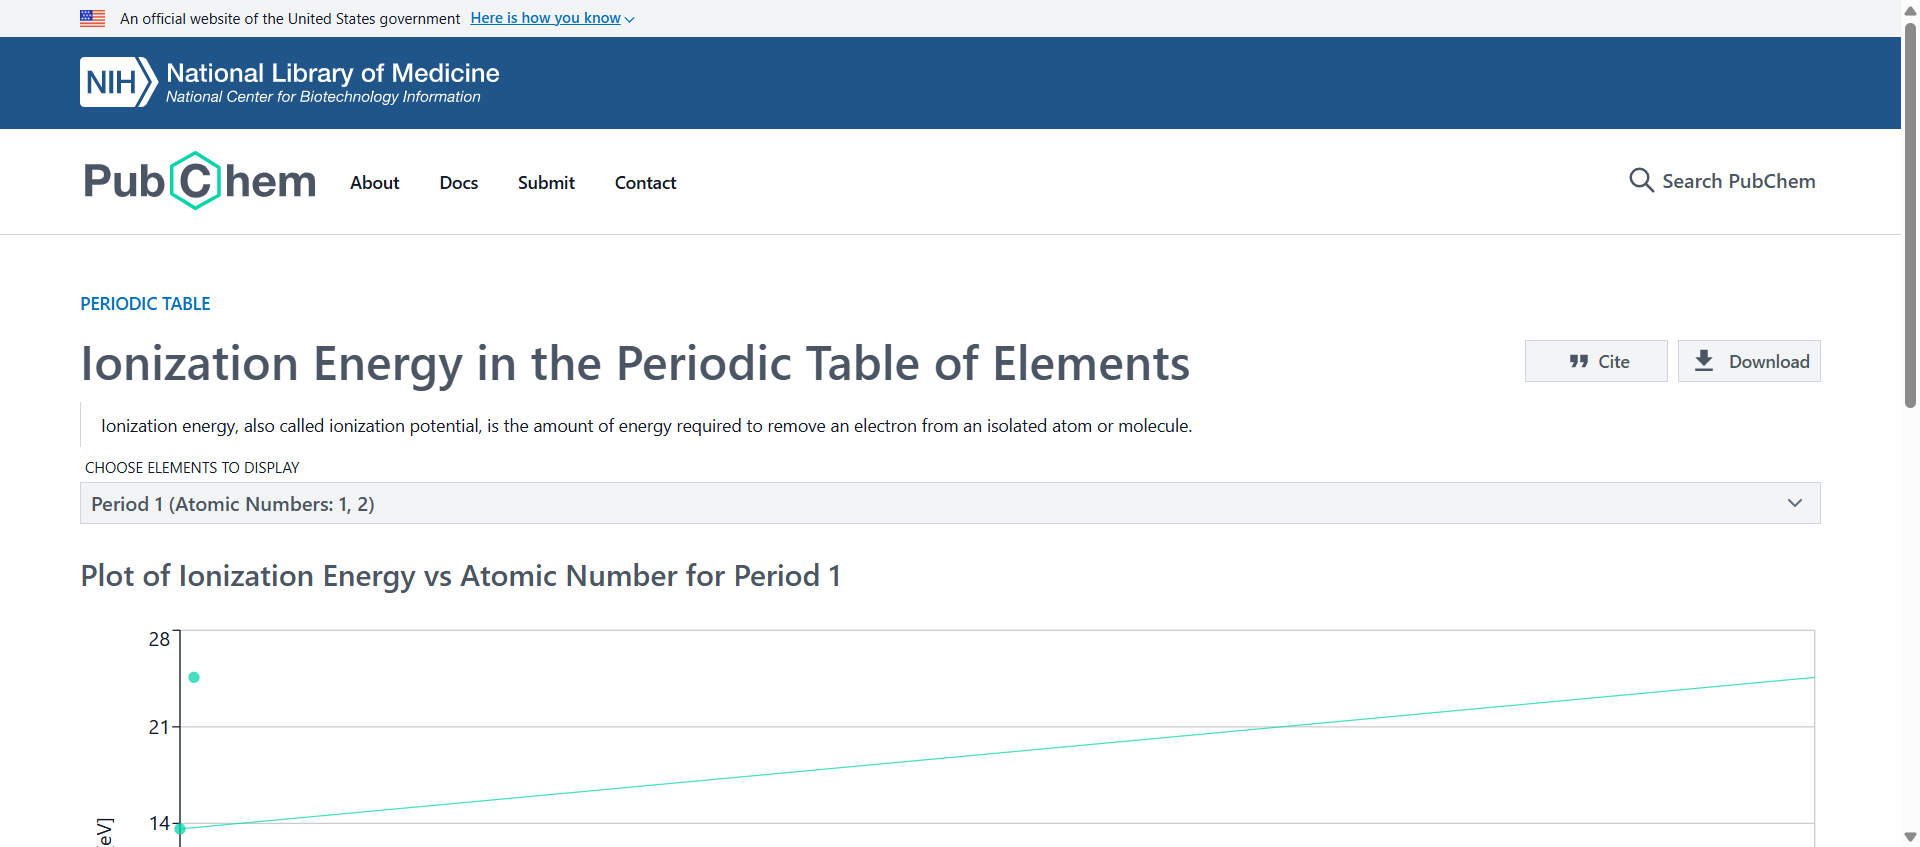 An official website of the United States government Here is how you know
NIH National Library of Medicine
National Center for Biotechnology Information
PubChem About Docs Submit Contact Search PubChem
PERIODIC TABLE
Ionization Energy in the Periodic Table of Elements
Cite Download
Ionization energy, also called ionization potential, is the amount of energy required to remove an electron from an isolated atom or molecule.
CHOOSE ELEMENTS TO DISPLAY
Period 1 (Atomic Numbers: 1, 2)
Plot of Ionization Energy vs Atomic Number for Period 1
28
21
14
eV]